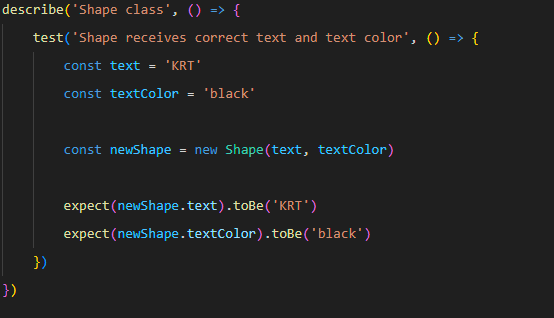 describe('Shape class', () => {
test('Shape receives correct text and text color', () => {
const text = 'KRT'
const textColor = 'black'
const newShape = new Shape(text, textColor)
expect(newShape.text).toBe('KRT')
expect(newShape.textColor).toBe('black')
})
})